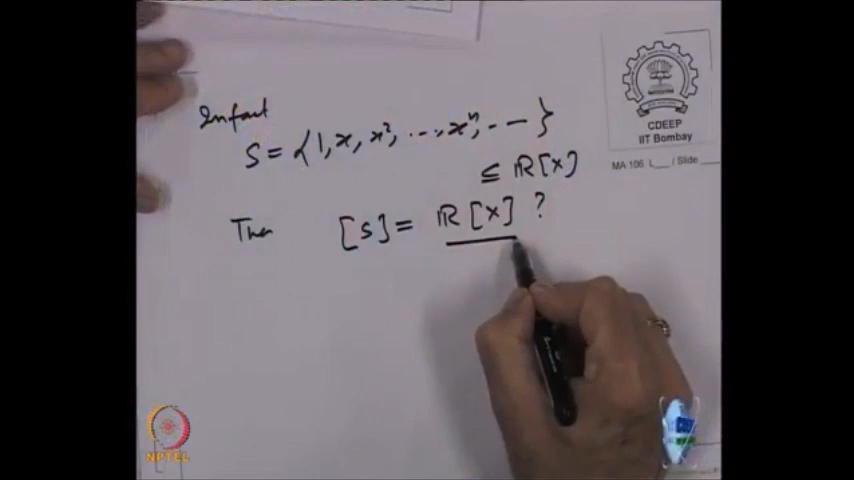 Infact
S = { 1, x, x², ..., xⁿ, ... }
⊆ ℝ[x]
Then [S] = ℝ[x] ?
CDEEP
IIT Bombay
MA 106 L___ / Slide ___
NPTEL